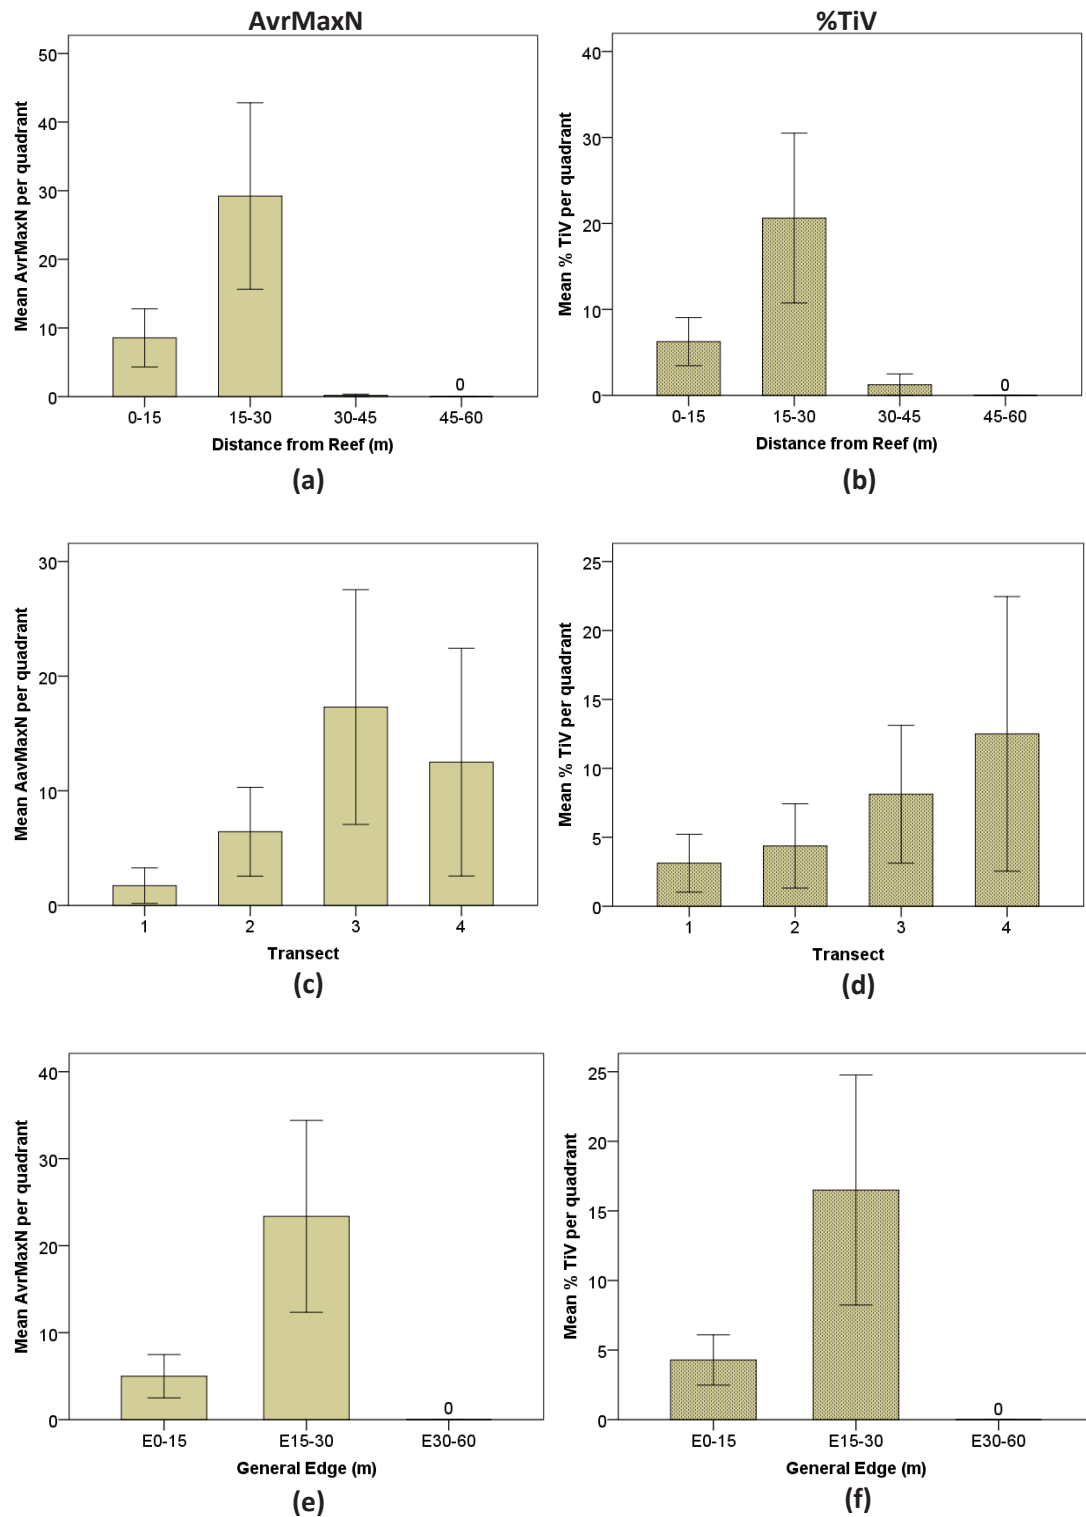 AvrMaxN
%TiV
Mean AvrMaxN per quadrant
50
40
30
20
10
0
0
0-15 15-30 30-45 45-60
Distance from Reef (m)
(a)
Mean % TiV per quadrant
40
30
20
10
0
0
0-15 15-30 30-45 45-60
Distance from Reef (m)
(b)
Mean AavMaxN per quadrant
30
20
10
0
1 2 3 4
Transect
(c)
Mean % TiV per quadrant
25
20
15
10
5
0
1 2 3 4
Transect
(d)
Mean AvrMaxN per quadrant
40
30
20
10
0
0
E0-15 E15-30 E30-60
General Edge (m)
(e)
Mean % TiV per quadrant
25
20
15
10
5
0
0
E0-15 E15-30 E30-60
General Edge (m)
(f)